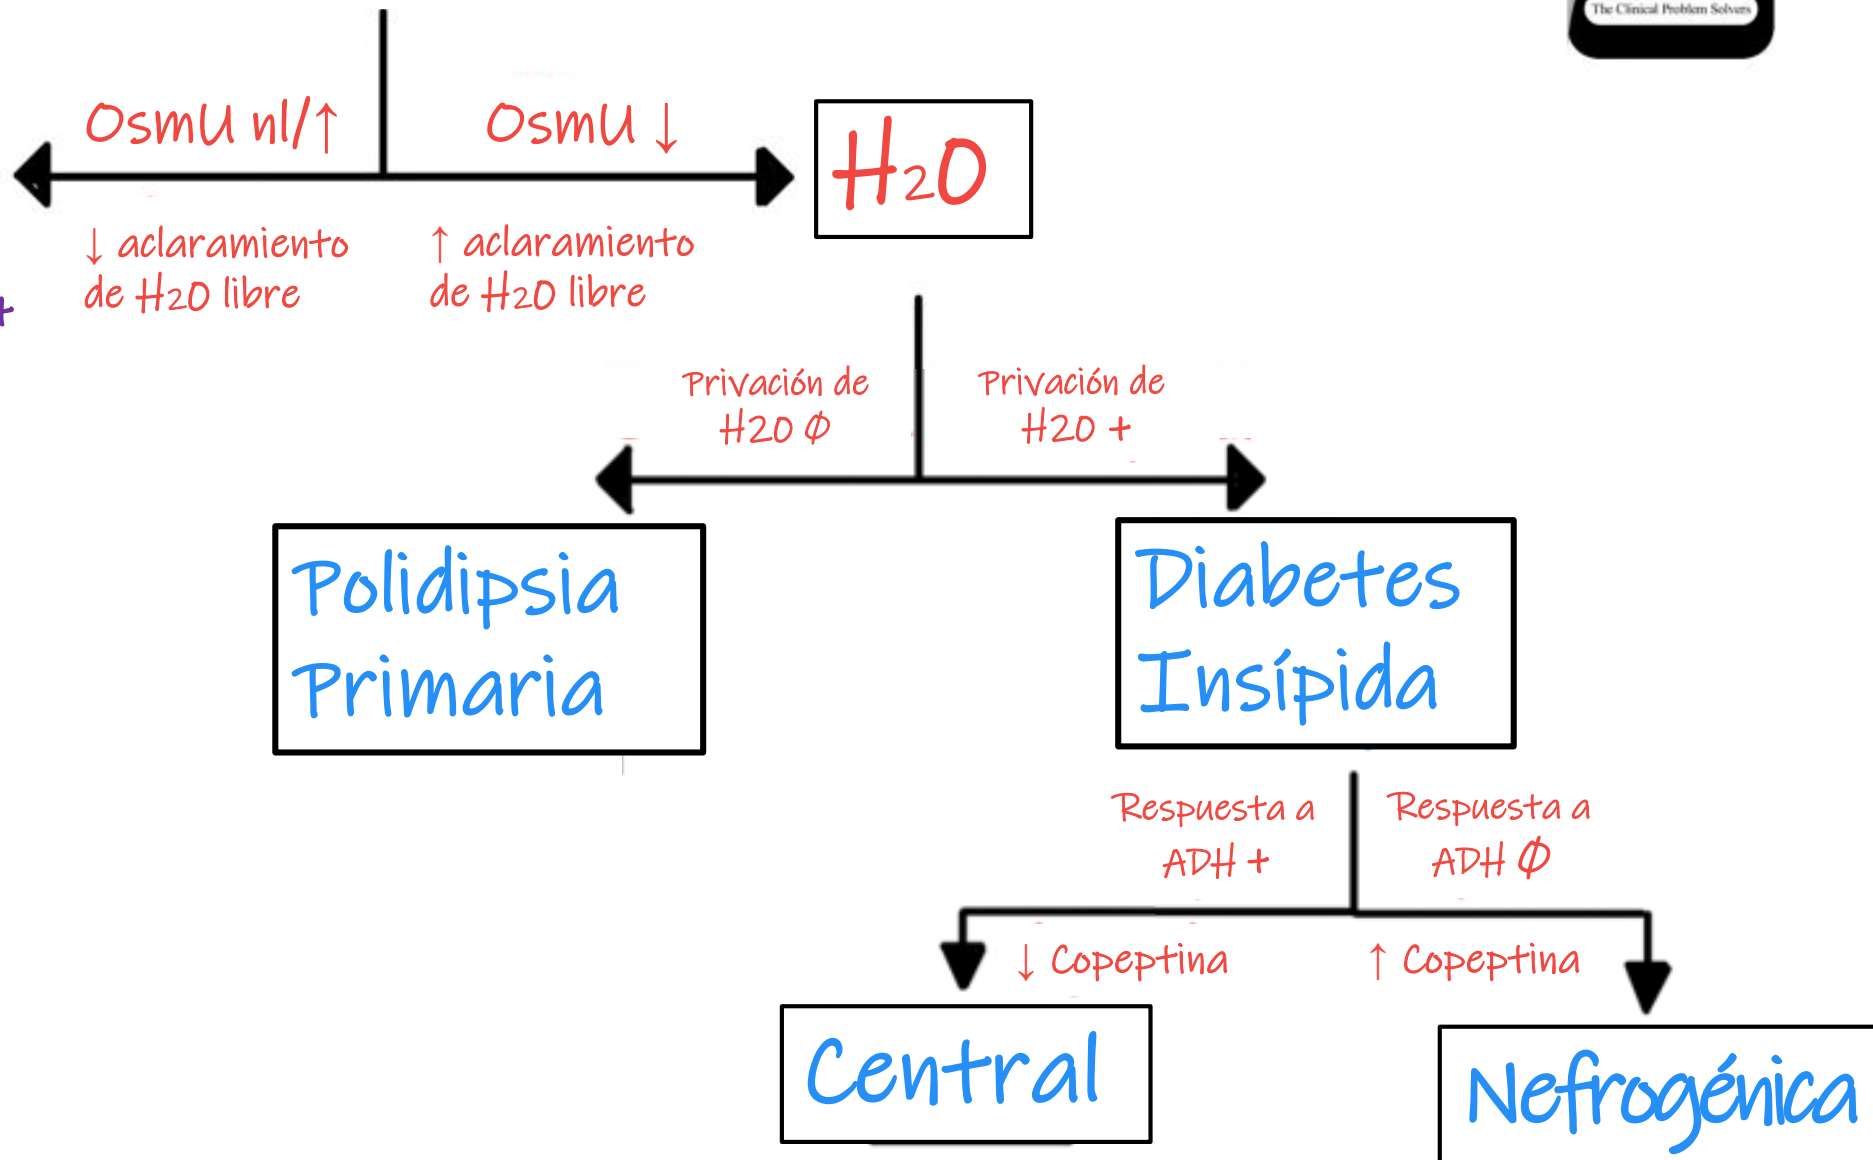 The Clinical Problem Solvers
OsmU nl/↑
OsmU ↓
H₂O
↓ aclaramiento
de H₂O libre
↑ aclaramiento
de H₂O libre
+
Privación de
H2O Ø
Privación de
H2O +
Polidipsia
Primaria
Diabetes
Insípida
Respuesta a
ADH +
Respuesta a
ADH Ø
↓ Copeptina
↑ Copeptina
Central
Nefrogénica